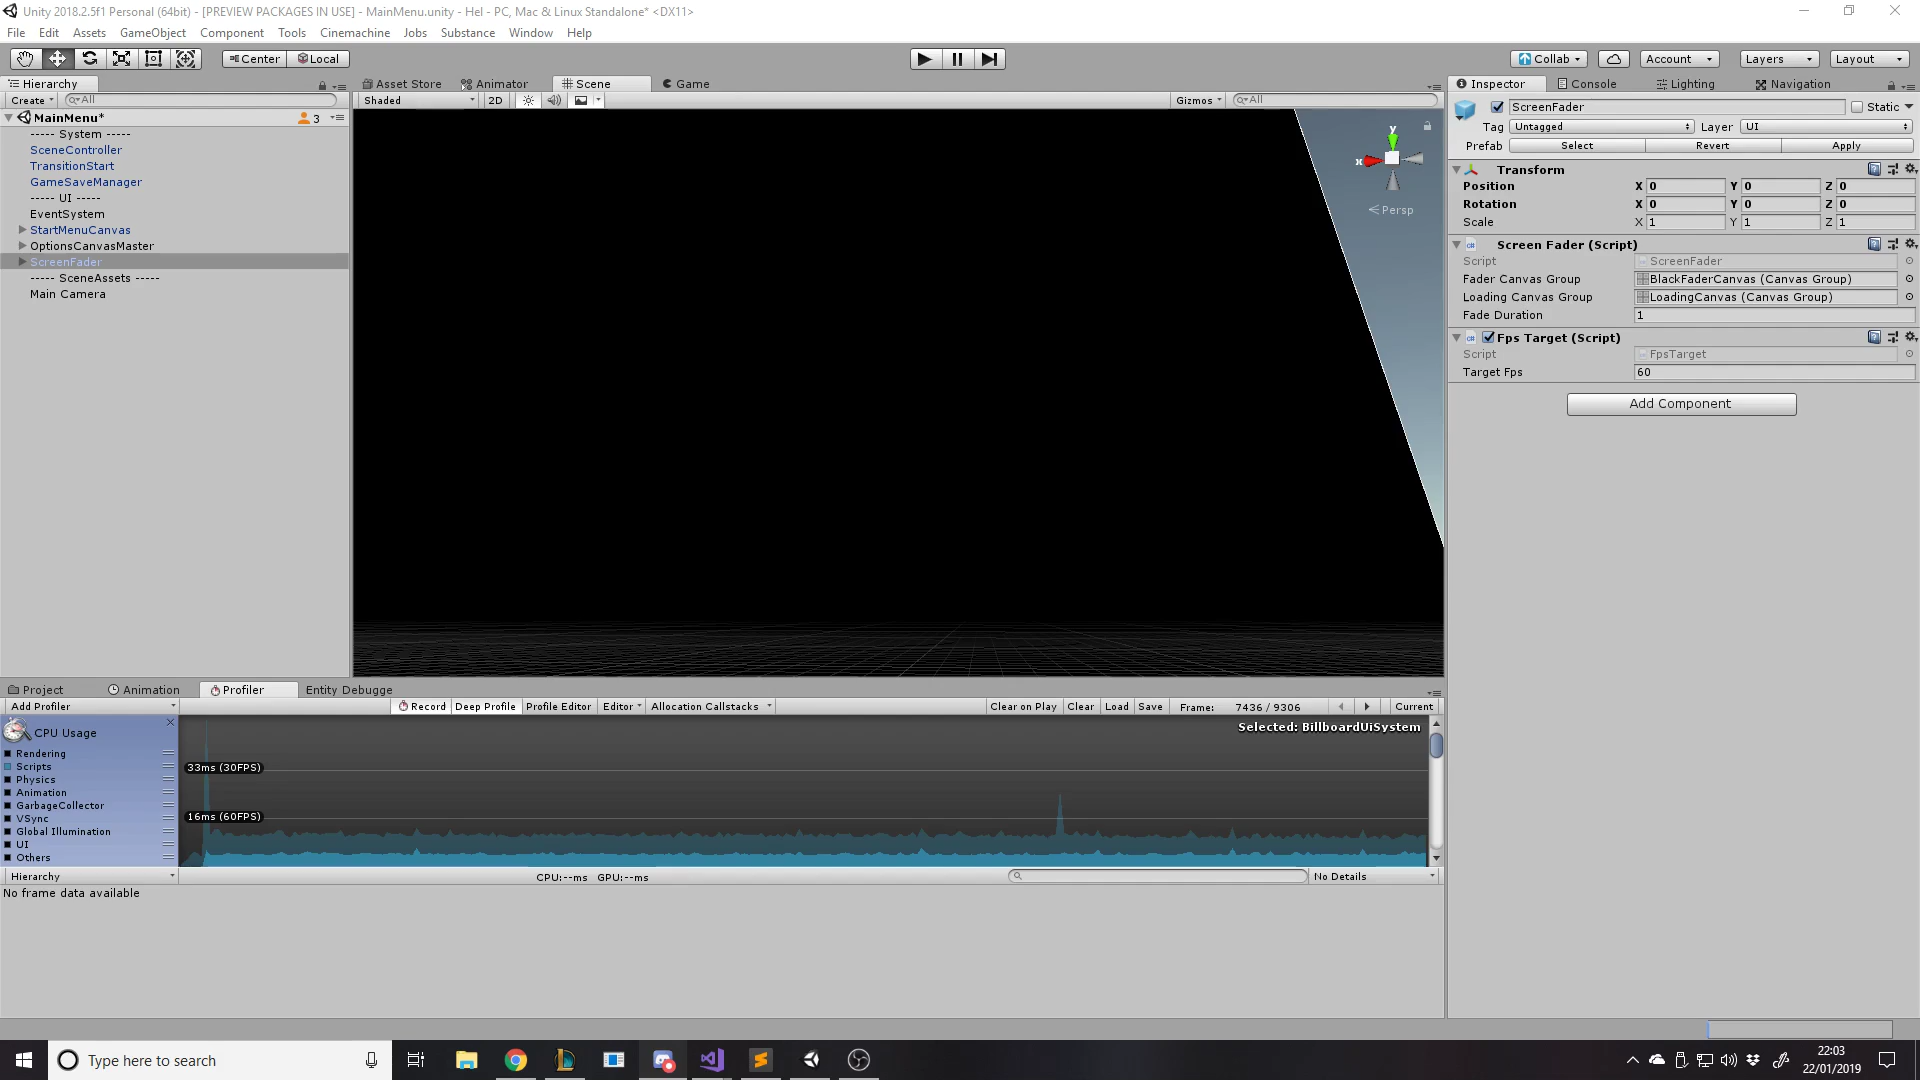 Unity 2018.2.5f1 Personal (64bit) - [PREVIEW PACKAGES IN USE] - MainMenu.unity - Hel - PC, Mac & Linux Standalone* <DX11>
File Edit Assets GameObject Component Tools Cinemachine Jobs Substance Window Help
Center Local Collab Account Layers Layout
Hierarchy Asset Store Animator Scene Game Inspector Console Lighting Navigation
Create All Shaded 2D Gizmos All
MainMenu* 3
----- System -----
SceneController
TransitionStart
GameSaveManager
----- UI -----
EventSystem
StartMenuCanvas
OptionsCanvasMaster
ScreenFader
----- SceneAssets -----
Main Camera
y
x
Persp
ScreenFader Static
Tag Untagged Layer UI
Prefab Select Revert Apply
Transform
Position X 0 Y 0 Z 0
Rotation X 0 Y 0 Z 0
Scale X 1 Y 1 Z 1
Screen Fader (Script)
Script ScreenFader
Fader Canvas Group BlackFaderCanvas (Canvas Group)
Loading Canvas Group LoadingCanvas (Canvas Group)
Fade Duration 1
Fps Target (Script)
Script FpsTarget
Target Fps 60
Add Component
Project Animation Profiler Entity Debugge
Add Profiler Record Deep Profile Profile Editor Editor Allocation Callstacks Clear on Play Clear Load Save Frame: 7436 / 9306 Current
CPU Usage
Selected: BillboardUiSystem
Rendering
Scripts
Physics
Animation
GarbageCollector
VSync
Global Illumination
UI
Others
33ms (30FPS)
16ms (60FPS)
Hierarchy CPU:--ms GPU:--ms No Details
No frame data available
Type here to search
22:03
22/01/2019